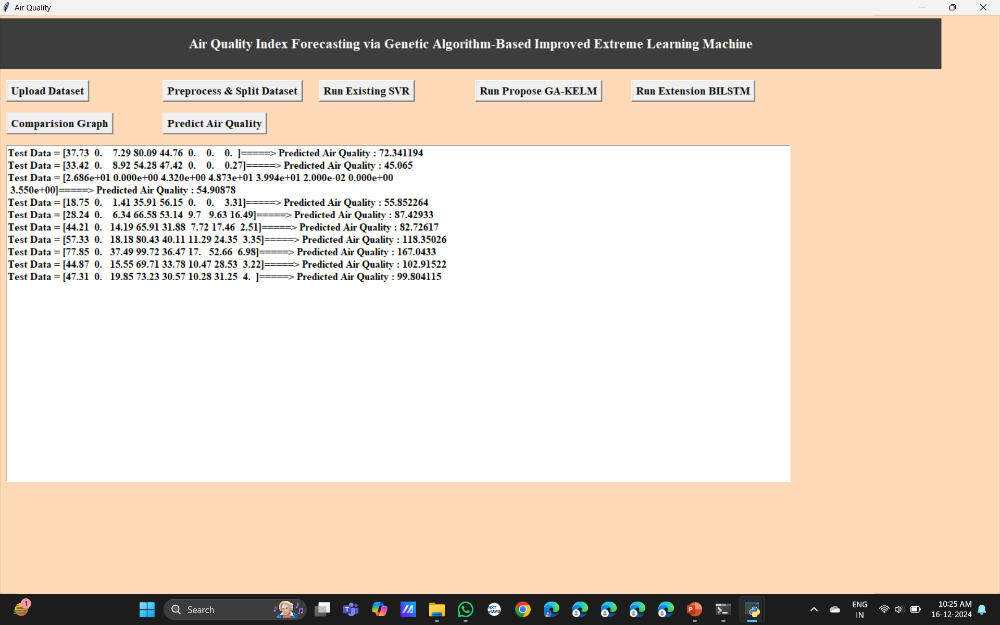 Air Quality
Air Quality Index Forecasting via Genetic Algorithm-Based Improved Extreme Learning Machine
Upload Dataset Preprocess & Split Dataset Run Existing SVR Run Propose GA-KELM Run Extension BILSTM
Comparision Graph Predict Air Quality
Test Data = [37.73 0. 7.29 80.09 44.76 0. 0. 0. ]=====> Predicted Air Quality : 72.341194
Test Data = [33.42 0. 8.92 54.28 47.42 0. 0. 0.27]=====> Predicted Air Quality : 45.065
Test Data = [2.686e+01 0.000e+00 4.320e+00 4.873e+01 3.994e+01 2.000e-02 0.000e+00
3.550e+00]=====> Predicted Air Quality : 54.90878
Test Data = [18.75 0. 1.41 35.91 56.15 0. 0. 3.31]=====> Predicted Air Quality : 55.852264
Test Data = [28.24 0. 6.34 66.58 53.14 9.7 9.63 16.49]=====> Predicted Air Quality : 87.42933
Test Data = [44.21 0. 14.19 65.91 31.88 7.72 17.46 2.51]=====> Predicted Air Quality : 82.72617
Test Data = [57.33 0. 18.18 80.43 40.11 11.29 24.35 3.35]=====> Predicted Air Quality : 118.35026
Test Data = [77.85 0. 37.49 99.72 36.47 17. 52.66 6.98]=====> Predicted Air Quality : 167.0433
Test Data = [44.87 0. 15.55 69.71 33.78 10.47 28.53 3.22]=====> Predicted Air Quality : 102.91522
Test Data = [47.31 0. 19.85 73.23 30.57 10.28 31.25 4. ]=====> Predicted Air Quality : 99.804115
1
Search
NXT WAVE
ENG
IN
10:25 AM
16-12-2024